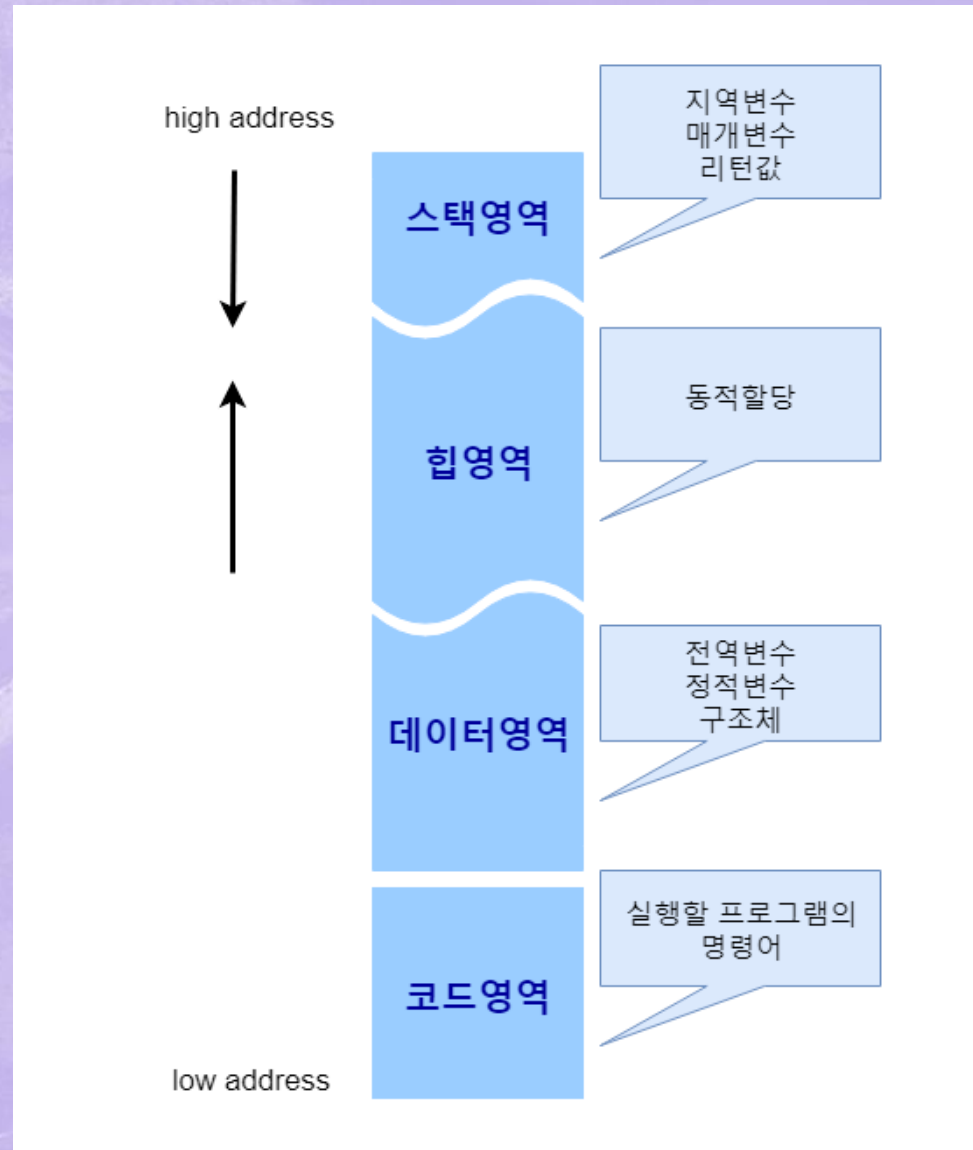 high address
지역변수
매개변수
리턴값
스택영역
동적할당
힙영역
전역변수
정적변수
구조체
데이터영역
실행할 프로그램의
명령어
코드영역
low address